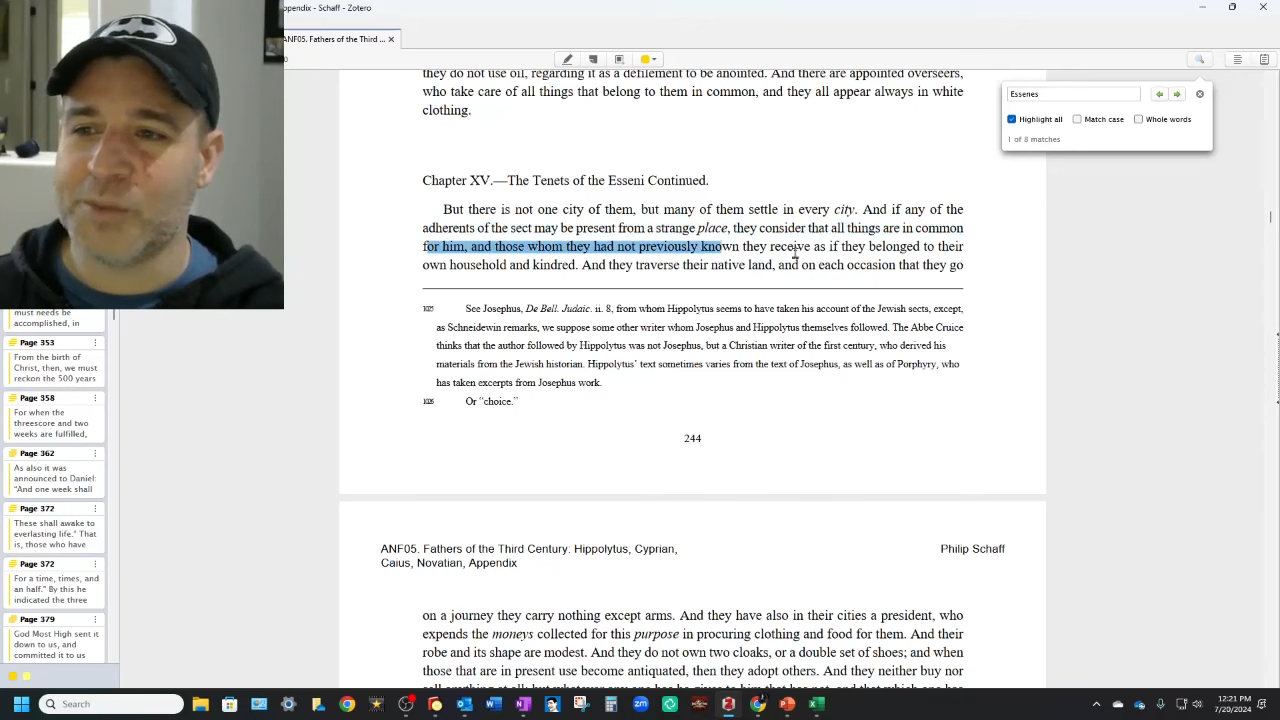 ppendix - Schaff - Zotero
ANF05. Fathers of the Third ...
Essenes
Highlight all
Match case
Whole words
1 of 8 matches
they do not use oil, regarding it as a defilement to be anointed. And there are appointed overseers,
who take care of all things that belong to them in common, and they all appear always in white
clothing.
Chapter XV.—The Tenets of the Esseni Continued.
But there is not one city of them, but many of them settle in every city. And if any of the
adherents of the sect may be present from a strange place, they consider that all things are in common
for him, and those whom they had not previously known they receive as if they belonged to their
own household and kindred. And they traverse their native land, and on each occasion that they go
1025 See Josephus, De Bell. Judaic. ii. 8, from whom Hippolytus seems to have taken his account of the Jewish sects, except,
as Schneidewin remarks, we suppose some other writer whom Josephus and Hippolytus themselves followed. The Abbe Cruice
thinks that the author followed by Hippolytus was not Josephus, but a Christian writer of the first century, who derived his
materials from the Jewish historian. Hippolytus' text sometimes varies from the text of Josephus, as well as of Porphyry, who
has taken excerpts from Josephus work.
1026 Or “choice.”
244
ANF05. Fathers of the Third Century: Hippolytus, Cyprian,
Caius, Novatian, Appendix
Philip Schaff
on a journey they carry nothing except arms. And they have also in their cities a president, who
expends the moneys collected for this purpose in procuring clothing and food for them. And their
robe and its shape are modest. And they do not own two cloaks, or a double set of shoes; and when
those that are in present use become antiquated, then they adopt others. And they neither buy nor
must needs be
accomplished, in
Page 353
From the birth of
Christ, then, we must
reckon the 500 years
Page 358
For when the
threescore and two
weeks are fulfilled,
Page 362
As also it was
announced to Daniel:
“And one week shall
Page 372
These shall awake to
everlasting life.” That
is, those who have
Page 372
For a time, times, and
an half.” By this he
indicated the three
Page 379
God Most High sent it
down to us, and
committed it to us
Search
12:21 PM
7/20/2024